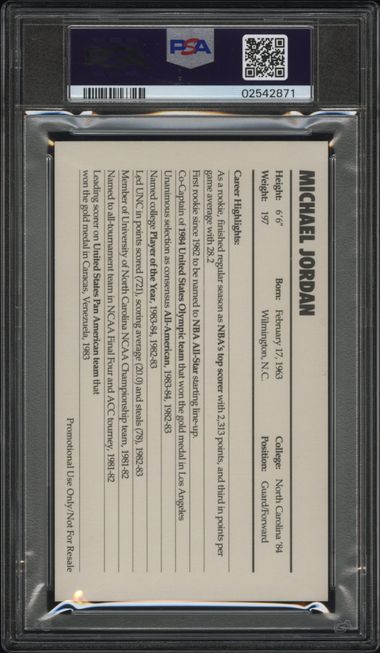 PSA
02542871
MICHAEL JORDAN
Height: 6'6" Born: February 17, 1963 College: North Carolina '84
Weight: 197 Wilmington, N.C. Position: Guard/Forward
Career Highlights:
As a rookie, finished regular season as NBA's top scorer with 2,313 points, and third in points per
game average with 28.2
First rookie since 1982 to be named to NBA All-Star starting line-up.
Co-Captain of 1984 United States Olympic team that won the gold medal in Los Angeles
Unanimous selection as consensus All-American, 1983-84, 1982-83
Named college Player of the Year, 1983-84, 1982-83
Led UNC in points scored (721), scoring average (20.0) and steals (78), 1982-83
Member of University of North Carolina NCAA Championship team, 1981-82
Named to all-tournament team in NCAA Final Four and ACC tourney, 1981-82
Leading scorer on United States Pan American team that
won the gold medal in Caracas, Venezuela, 1983
Promotional Use Only/Not For Resale